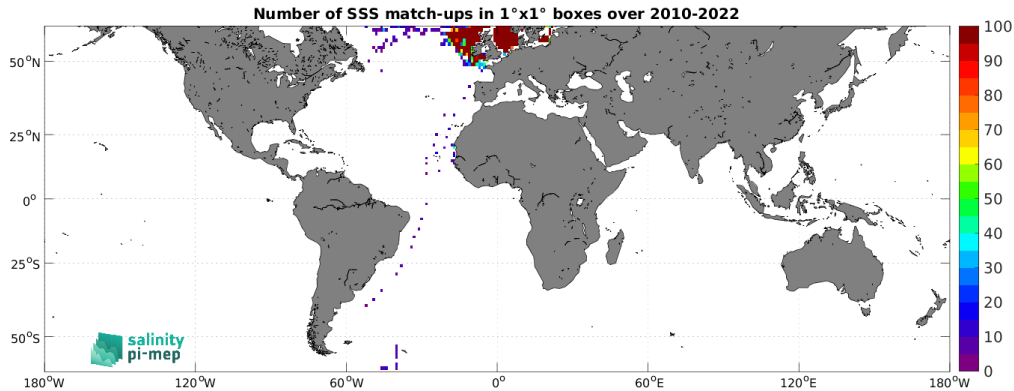 Number of SSS match-ups in 1°x1° boxes over 2010-2022
50°N
25°N
0°
25°S
50°S
180°W
120°W
60°W
0°
60°E
120°E
180°W
100
90
80
70
60
50
40
30
20
10
0
salinity
pi-mep